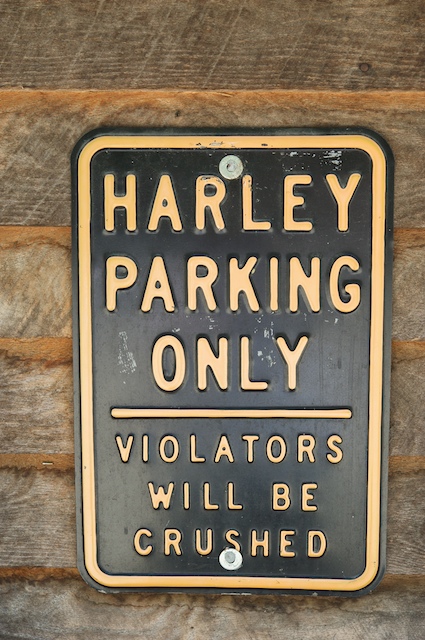 HARLEY
PARKING
ONLY
VIOLATORS
WILL BE
CRUSHED